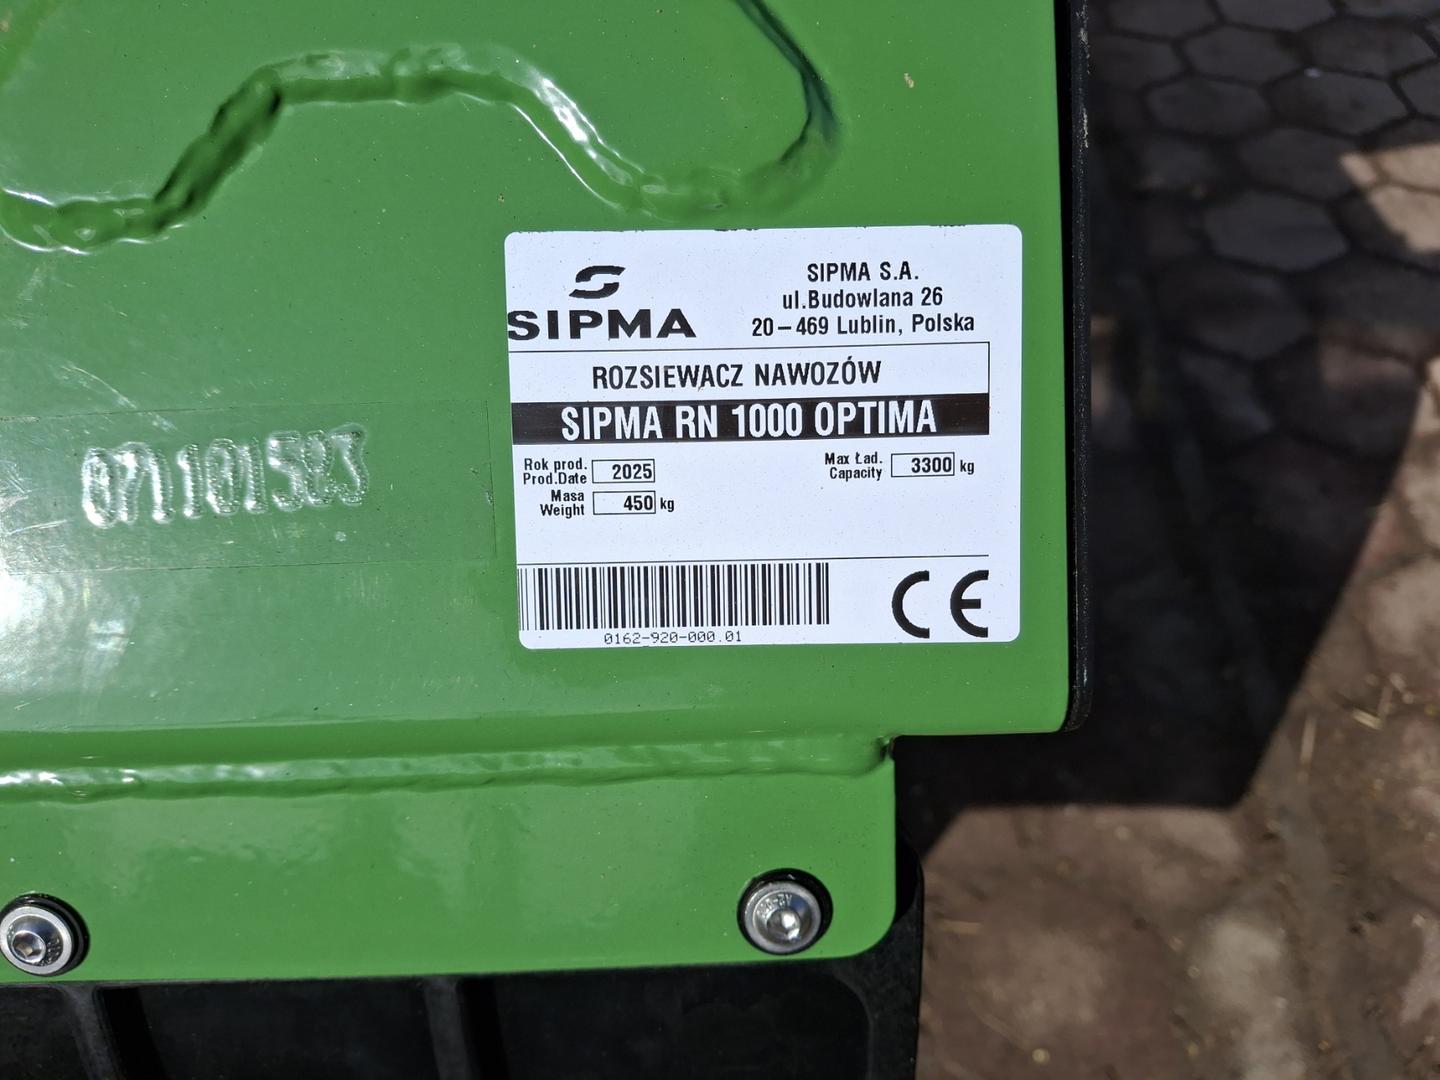 SIPMA
SIPMA S.A.
ul.Budowlana 26
20-469 Lublin, Polska
ROZSIEWACZ NAWOZÓW
SIPMA RN 1000 OPTIMA
Rok prod.
Prod.Date
2025
Max Ład.
Capacity
3300 kg
Masa
Weight
450 kg
0162-920-000.01
CE